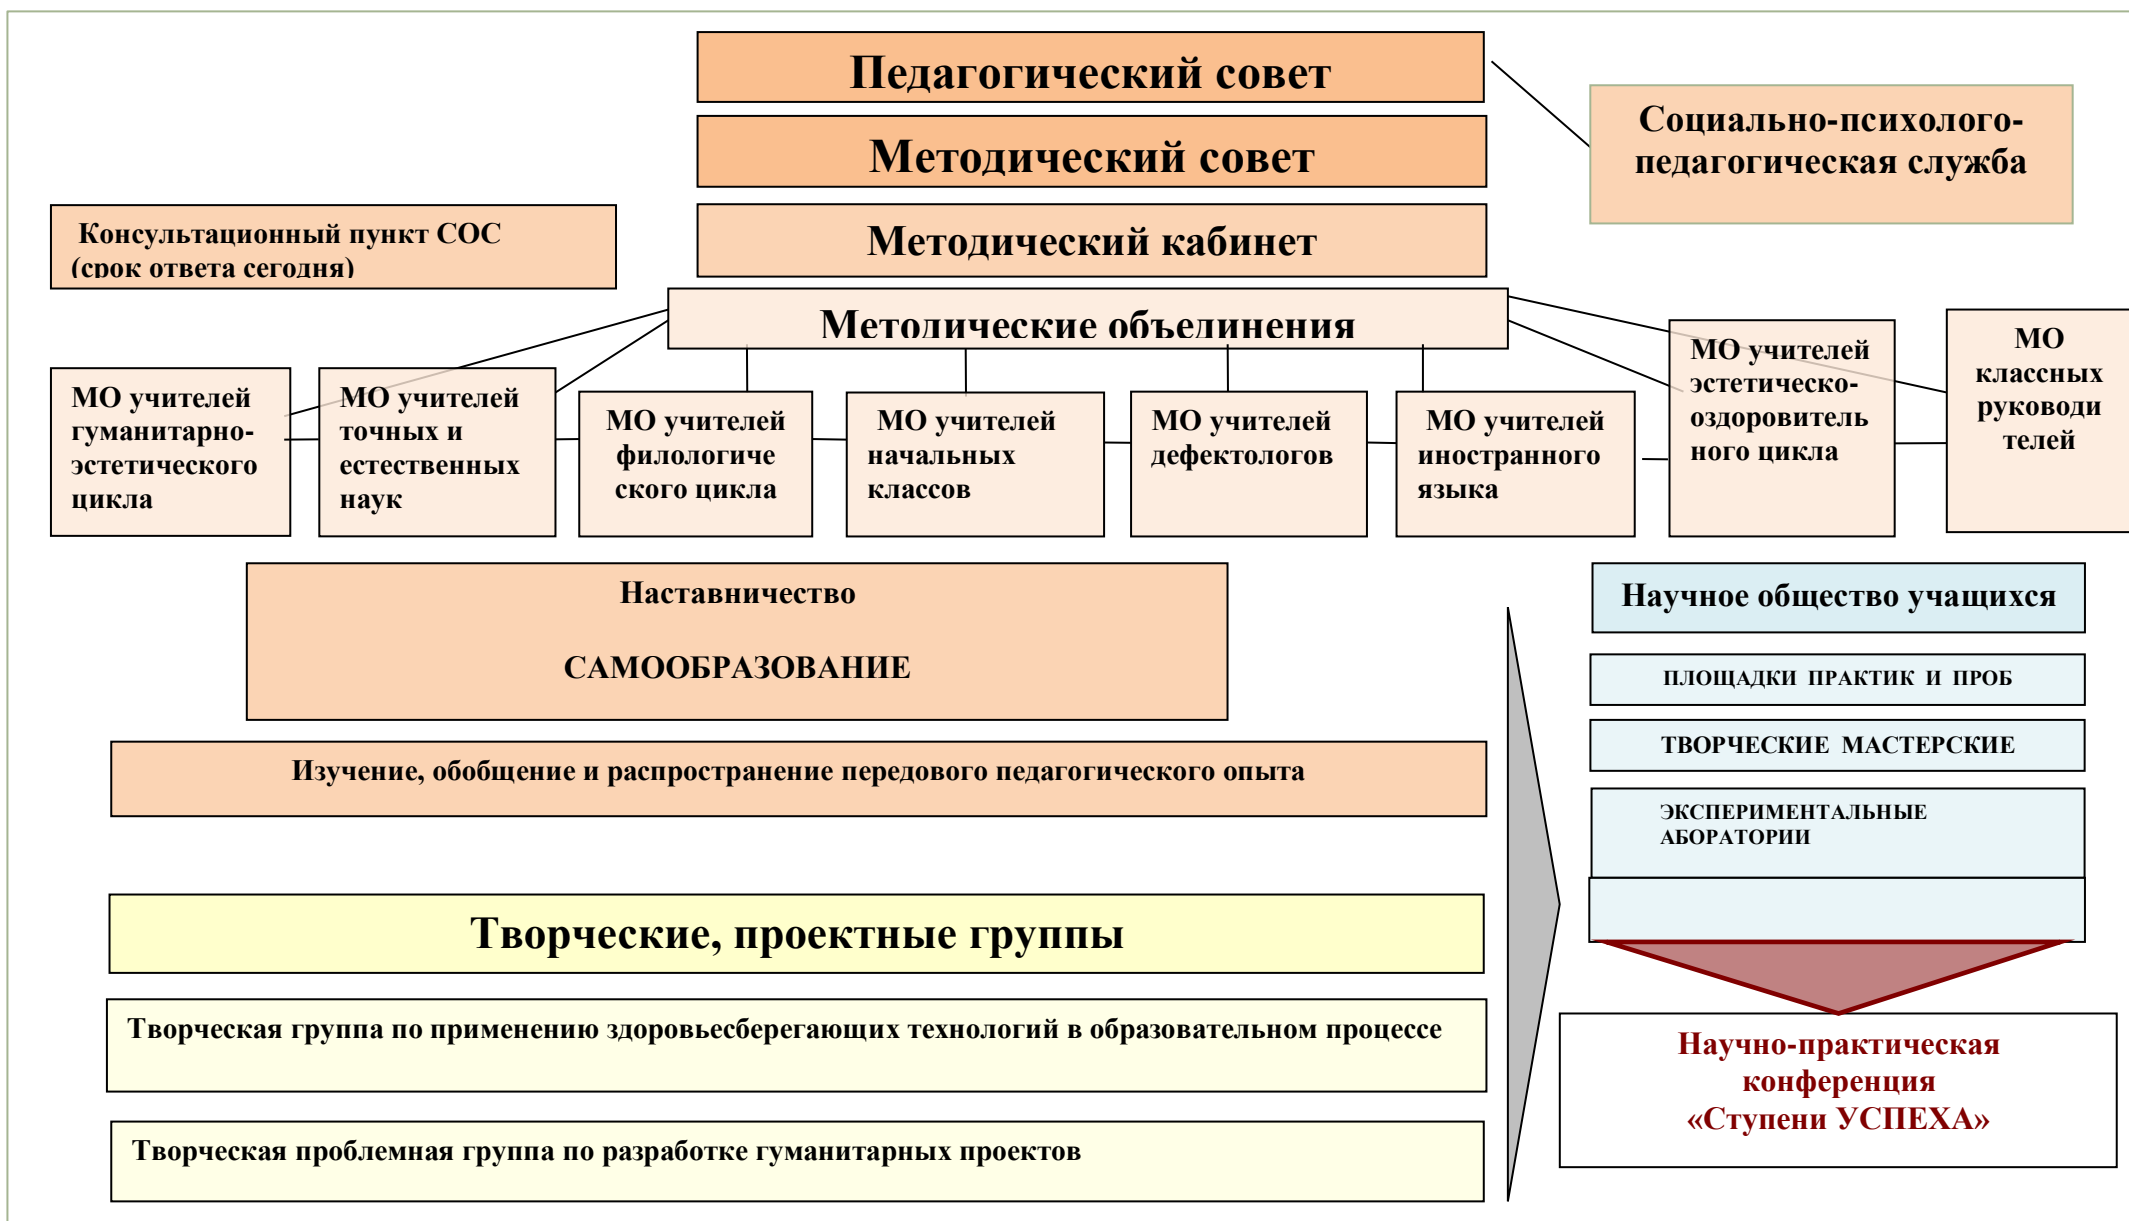 Педагогический совет
Социально-психолого-
педагогическая служба
Методический совет
Консультационный пункт СОС
(срок ответа сегодня)
Методический кабинет
Методические объединения
МО учителей
гуманитарно-
эстетического
цикла
МО учителей
точных и
естественных
наук
МО учителей
филологиче
ского цикла
МО учителей
начальных
классов
МО учителей
дефектологов
МО учителей
иностранного
языка
МО учителей
эстетическо-
оздоровитель
ного цикла
МО
классных
руководи
телей
Наставничество
САМООБРАЗОВАНИЕ
Изучение, обобщение и распространение передового педагогического опыта
Творческие, проектные группы
Творческая группа по применению здоровьесберегающих технологий в образовательном процессе
Творческая проблемная группа по разработке гуманитарных проектов
Научное общество учащихся
ПЛОЩАДКИ ПРАКТИК И ПРОБ
ТВОРЧЕСКИЕ МАСТЕРСКИЕ
ЭКСПЕРИМЕНТАЛЬНЫЕ
АБОРАТОРИИ
Научно-практическая
конференция
«Ступени УСПЕХА»